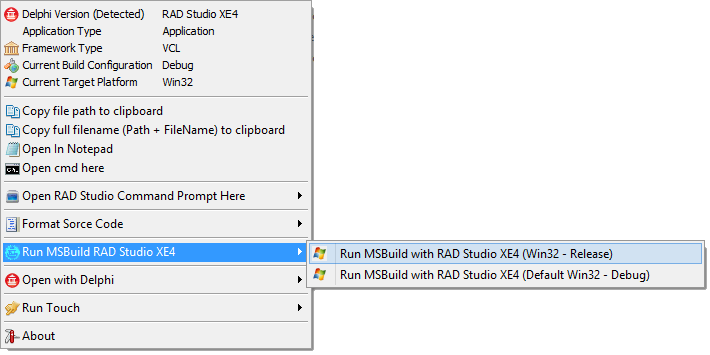 Delphi Version (Detected) RAD Studio XE4
Application Type Application
Framework Type VCL
Current Build Configuration Debug
Current Target Platform Win32
Copy file path to clipboard
Copy full filename (Path + FileName) to clipboard
Open In Notepad
Open cmd here
Open RAD Studio Command Prompt Here
Format Sorce Code
Run MSBuild RAD Studio XE4
Run MSBuild with RAD Studio XE4 (Win32 - Release)
Run MSBuild with RAD Studio XE4 (Default Win32 - Debug)
Open with Delphi
Run Touch
About